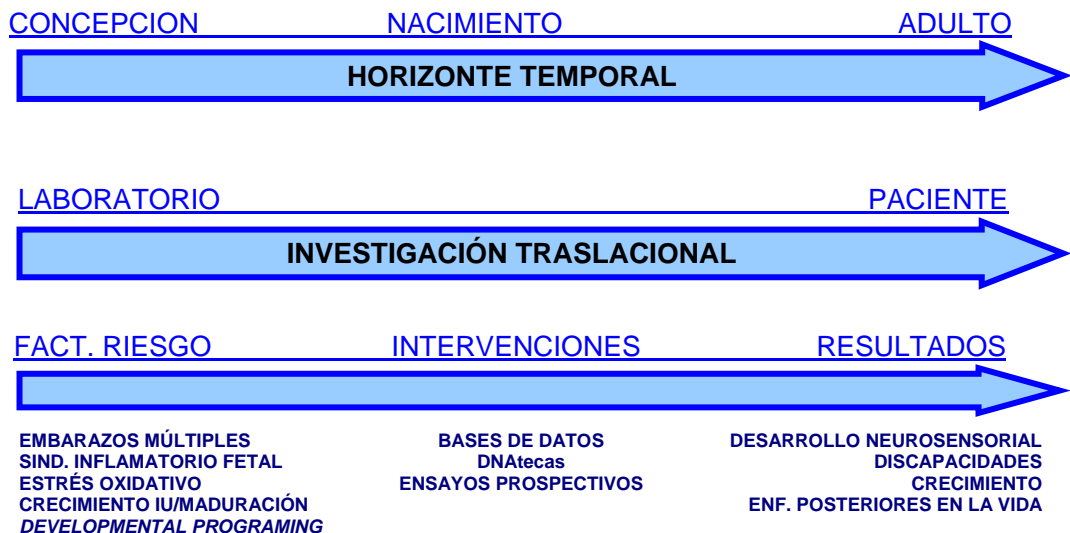 CONCEPCION NACIMIENTO ADULTO
HORIZONTE TEMPORAL
LABORATORIO PACIENTE
INVESTIGACIÓN TRASLACIONAL
FACT. RIESGO INTERVENCIONES RESULTADOS
EMBARAZOS MÚLTIPLES BASES DE DATOS DESARROLLO NEUROSENSORIAL
SIND. INFLAMATORIO FETAL DNAtecas DISCAPACIDADES
ESTRÉS OXIDATIVO ENSAYOS PROSPECTIVOS CRECIMIENTO
CRECIMIENTO IU/MADURACIÓN ENF. POSTERIORES EN LA VIDA
DEVELOPMENTAL PROGRAMING